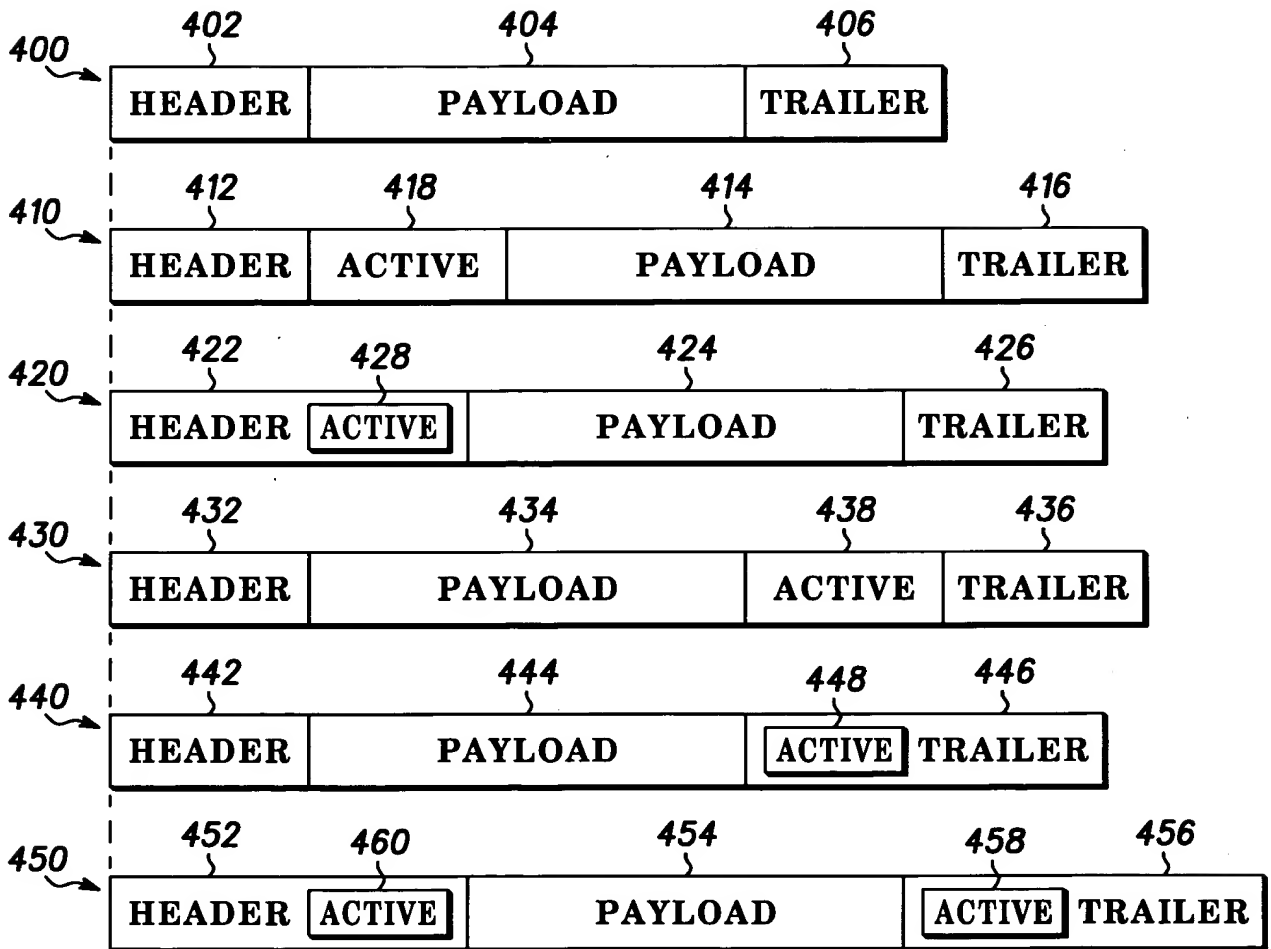 402 404 406
400
HEADER PAYLOAD TRAILER
412 418 414 416
410
HEADER ACTIVE PAYLOAD TRAILER
422 428 424 426
420
HEADER ACTIVE PAYLOAD TRAILER
432 434 438 436
430
HEADER PAYLOAD ACTIVE TRAILER
442 444 448 446
440
HEADER PAYLOAD ACTIVE TRAILER
452 460 454 458 456
450
HEADER ACTIVE PAYLOAD ACTIVE TRAILER